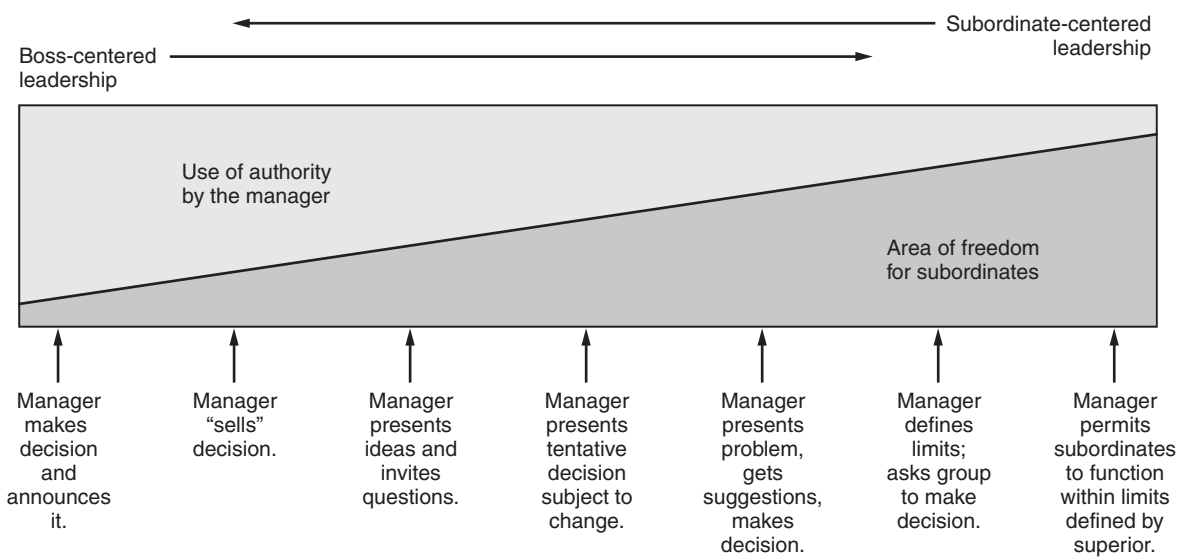 Subordinate-centered
leadership
Boss-centered
leadership
Use of authority
by the manager
Area of freedom
for subordinates
Manager
makes
decision
and
announces
it.
Manager
“sells”
decision.
Manager
presents
ideas and
invites
questions.
Manager
presents
tentative
decision
subject to
change.
Manager
presents
problem,
gets
suggestions,
makes
decision.
Manager
defines
limits;
asks group
to make
decision.
Manager
permits
subordinates
to function
within limits
defined by
superior.